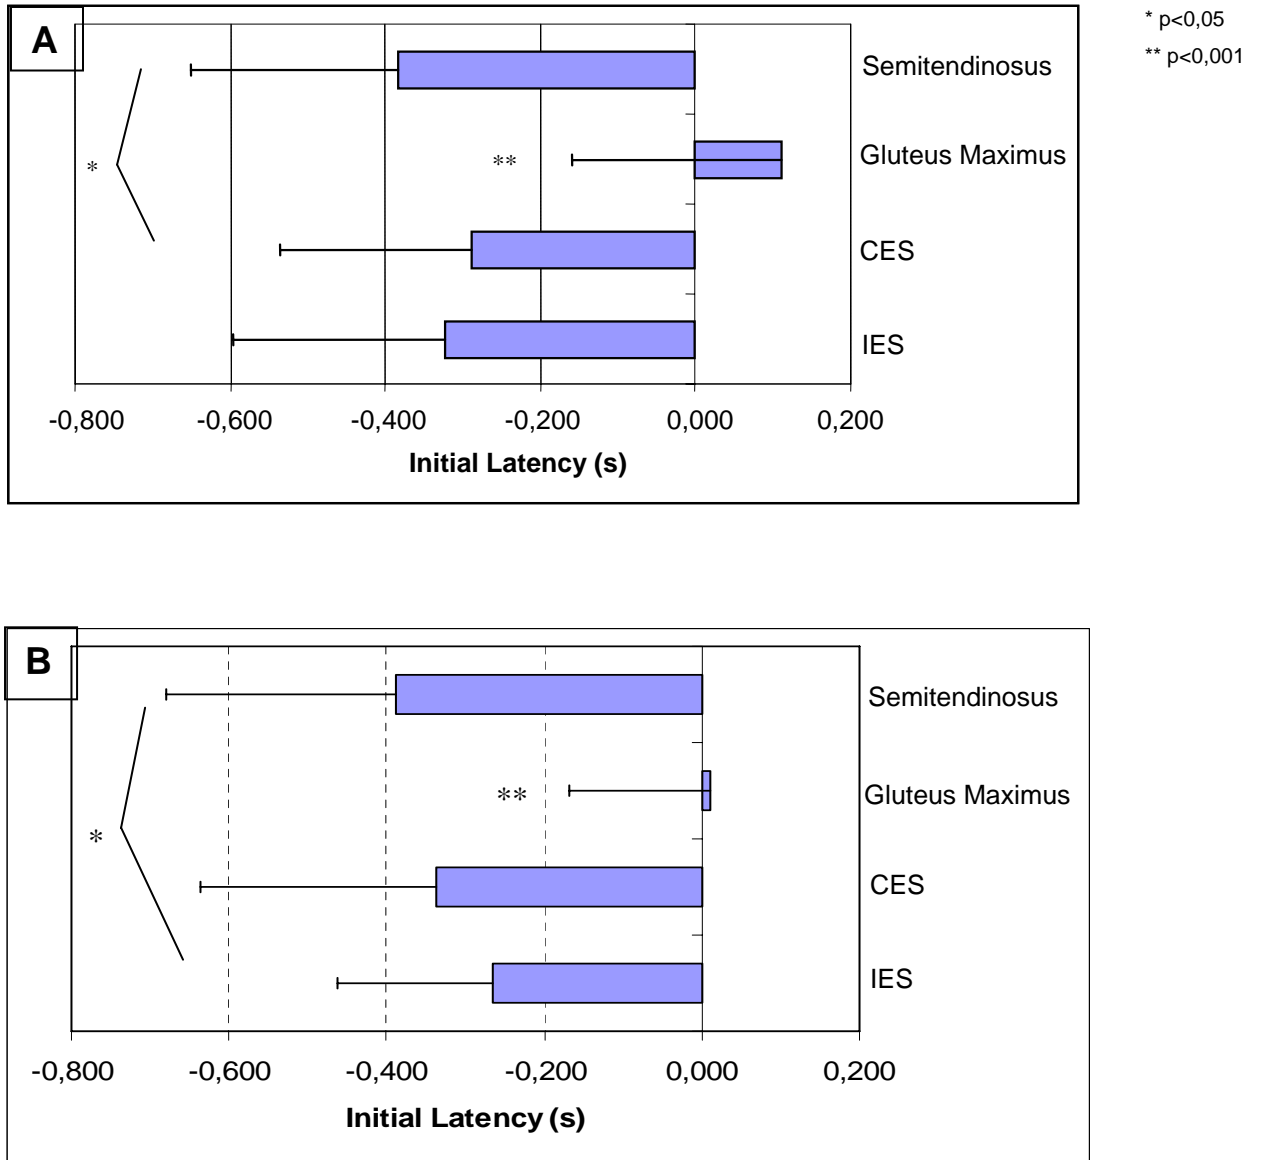 A
* p<0,05
** p<0,001
Semitendinosus
** Gluteus Maximus
*
CES
IES
-0,800 -0,600 -0,400 -0,200 0,000 0,200
Initial Latency (s)
B
Semitendinosus
** Gluteus Maximus
*
CES
IES
-0,800 -0,600 -0,400 -0,200 0,000 0,200
Initial Latency (s)